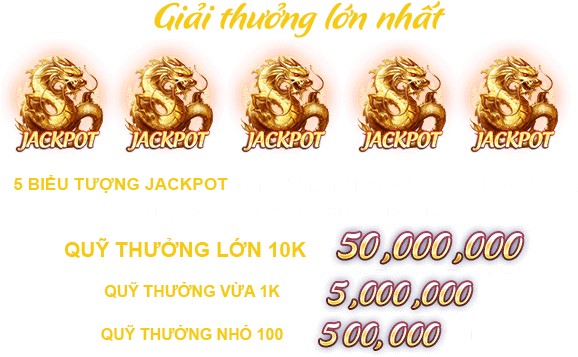 Giải thưởng lớn nhất
JACKPOT JACKPOT JACKPOT JACKPOT JACKPOT
5 BIỂU TƯỢNG JACKPOT
QUỸ THƯỞNG LỚN 10K 50,000,000
QUỸ THƯỞNG VỪA 1K 5,000,000
QUỸ THƯỞNG NHỎ 100 500,000